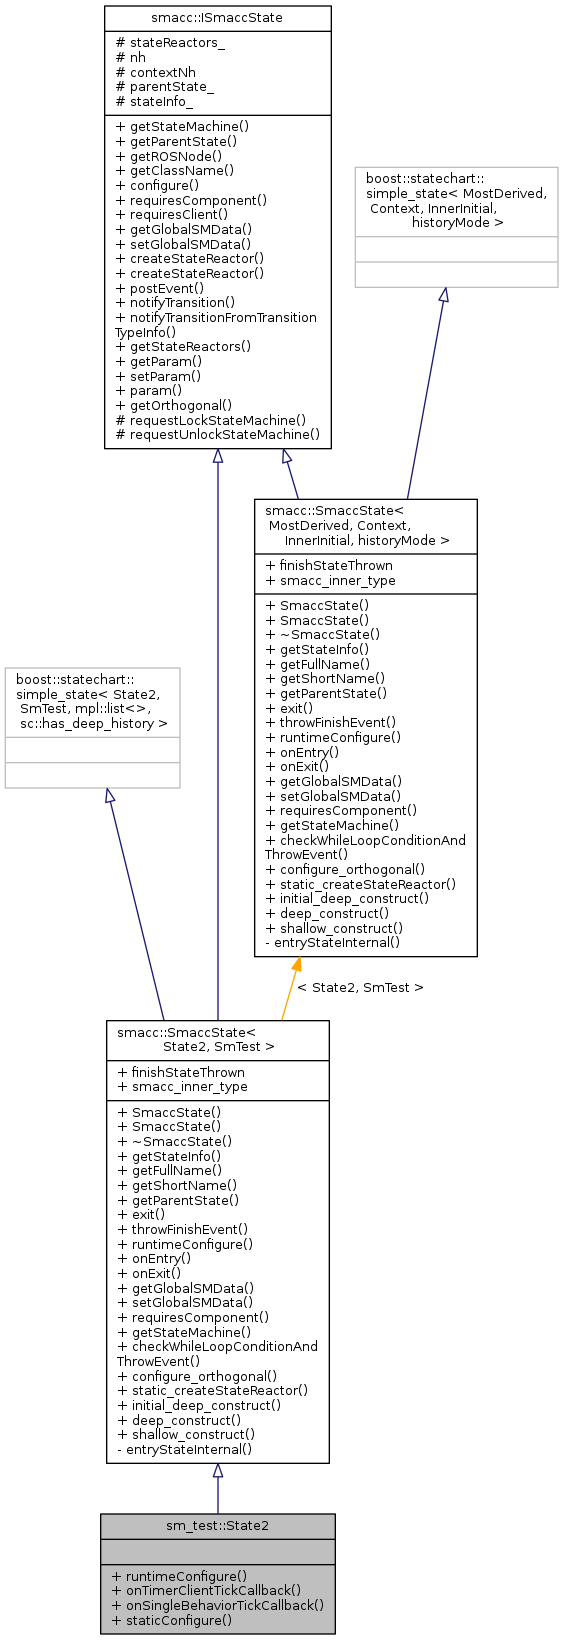 smacc::ISmaccState
# stateReactors_
# nh
# contextNh
# parentState_
# stateInfo_
+ getStateMachine()
+ getParentState()
+ getROSNode()
+ getClassName()
+ configure()
+ requiresComponent()
+ requiresClient()
+ getGlobalSMData()
+ setGlobalSMData()
+ createStateReactor()
+ createStateReactor()
+ postEvent()
+ notifyTransition()
+ notifyTransitionFromTransition
TypeInfo()
+ getStateReactors()
+ getParam()
+ setParam()
+ param()
+ getOrthogonal()
# requestLockStateMachine()
# requestUnlockStateMachine()
boost::statechart::
simple_state< MostDerived,
Context, InnerInitial,
historyMode >
smacc::SmaccState<
MostDerived, Context,
InnerInitial, historyMode >
+ finishStateThrown
+ smacc_inner_type
+ SmaccState()
+ SmaccState()
+ ~SmaccState()
+ getStateInfo()
+ getFullName()
+ getShortName()
+ getParentState()
+ exit()
+ throwFinishEvent()
+ runtimeConfigure()
+ onEntry()
+ onExit()
+ getGlobalSMData()
+ setGlobalSMData()
+ requiresComponent()
+ getStateMachine()
+ checkWhileLoopConditionAnd
ThrowEvent()
+ configure_orthogonal()
+ static_createStateReactor()
+ initial_deep_construct()
+ deep_construct()
+ shallow_construct()
- entryStateInternal()
boost::statechart::
simple_state< State2,
SmTest, mpl::list<>,
sc::has_deep_history >
< State2, SmTest >
smacc::SmaccState<
State2, SmTest >
+ finishStateThrown
+ smacc_inner_type
+ SmaccState()
+ SmaccState()
+ ~SmaccState()
+ getStateInfo()
+ getFullName()
+ getShortName()
+ getParentState()
+ exit()
+ throwFinishEvent()
+ runtimeConfigure()
+ onEntry()
+ onExit()
+ getGlobalSMData()
+ setGlobalSMData()
+ requiresComponent()
+ getStateMachine()
+ checkWhileLoopConditionAnd
ThrowEvent()
+ configure_orthogonal()
+ static_createStateReactor()
+ initial_deep_construct()
+ deep_construct()
+ shallow_construct()
- entryStateInternal()
sm_test::State2
+ runtimeConfigure()
+ onTimerClientTickCallback()
+ onSingleBehaviorTickCallback()
+ staticConfigure()